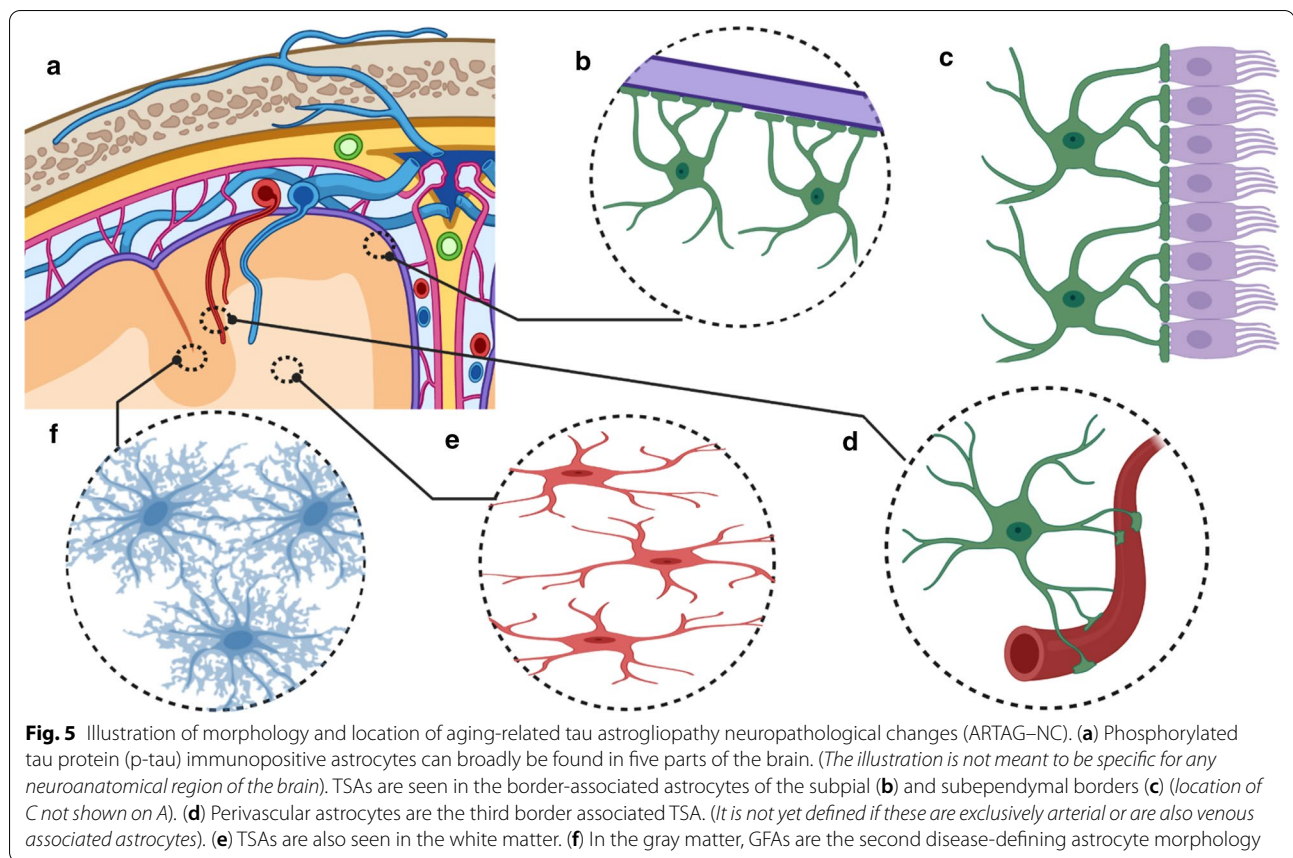 a
b
c
f
e
d
Fig. 5 Illustration of morphology and location of aging-related tau astrogliopathy neuropathological changes (ARTAG–NC). (a) Phosphorylated
tau protein (p-tau) immunopositive astrocytes can broadly be found in five parts of the brain. (The illustration is not meant to be specific for any
neuroanatomical region of the brain). TSAs are seen in the border-associated astrocytes of the subpial (b) and subependymal borders (c) (location of
C not shown on A). (d) Perivascular astrocytes are the third border associated TSA. (It is not yet defined if these are exclusively arterial or are also venous
associated astrocytes). (e) TSAs are also seen in the white matter. (f) In the gray matter, GFAs are the second disease-defining astrocyte morphology